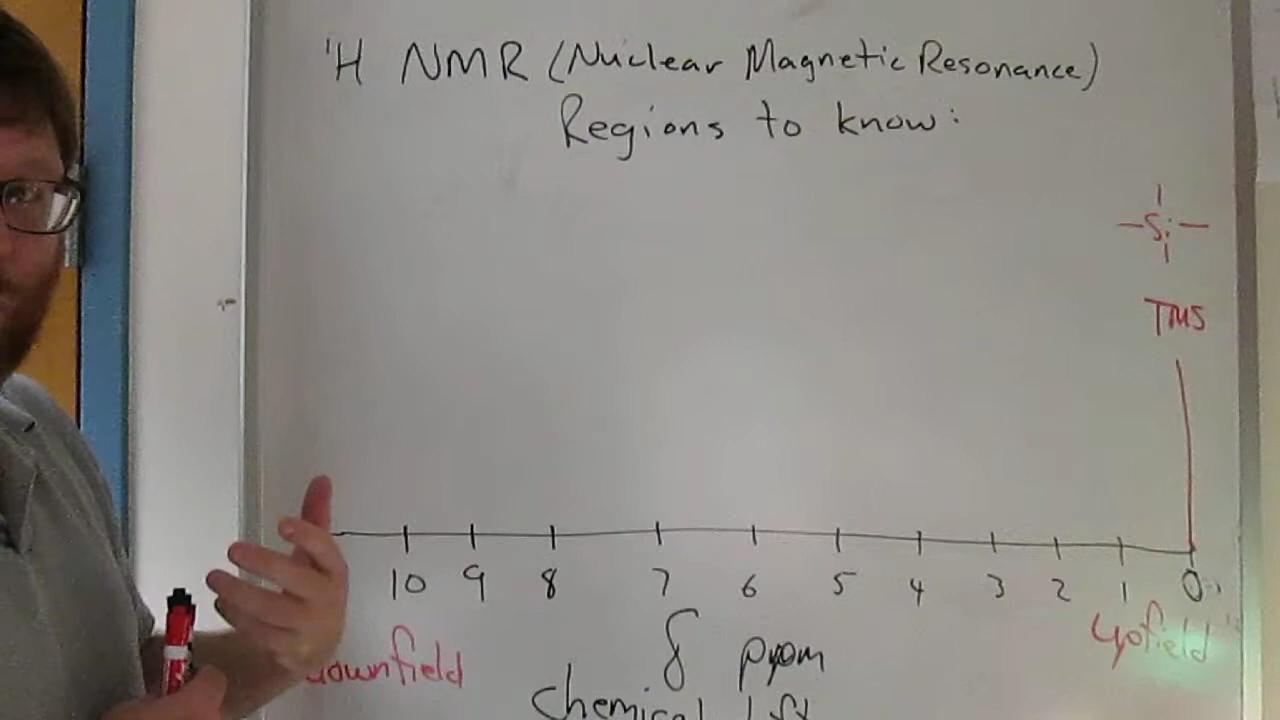 ¹H NMR (Nuclear Magnetic Resonance)
Regions to know:
Si
TMS
10 9 8 7 6 5 4 3 2 1 0
downfield δ ppm upfield
Chemical